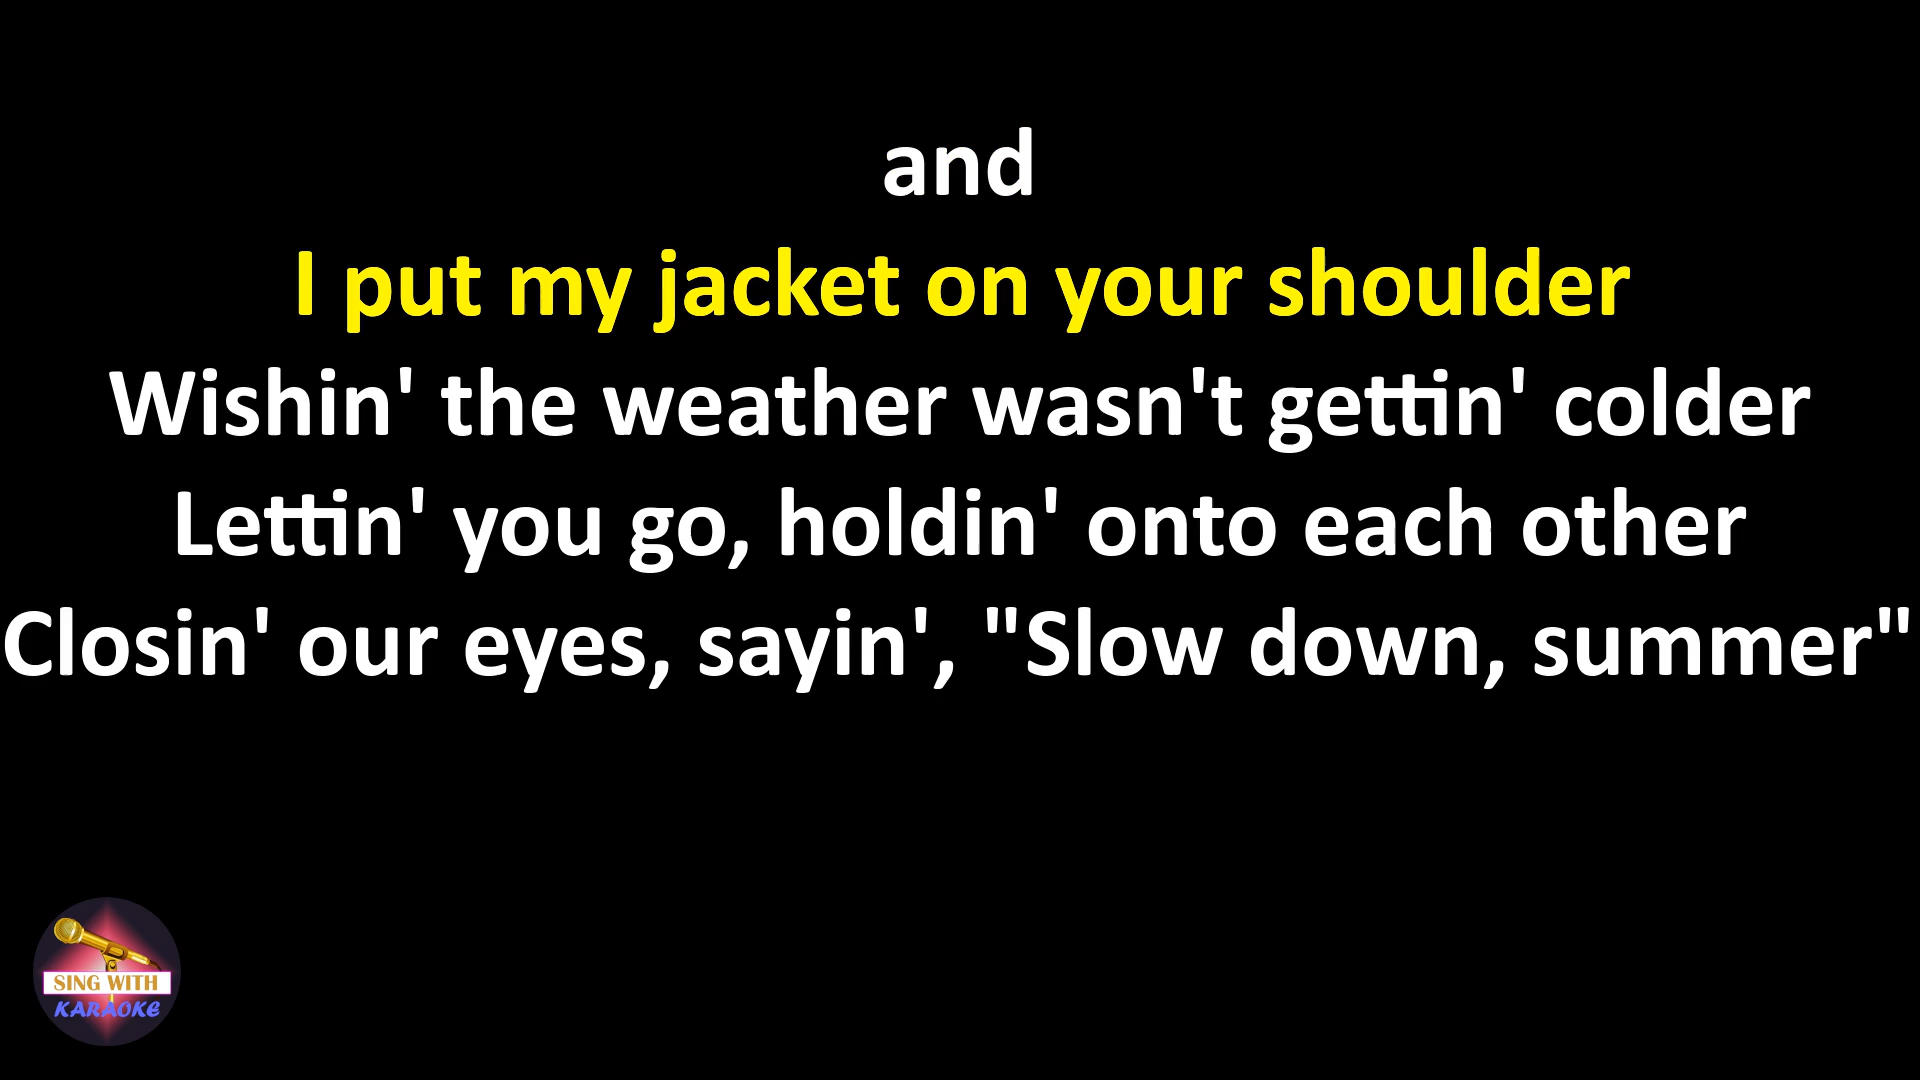 and
I put my jacket on your shoulder
Wishin' the weather wasn't gettin' colder
Lettin' you go, holdin' onto each other
Closin' our eyes, sayin', "Slow down, summer"
SING WITH
KARAOKE